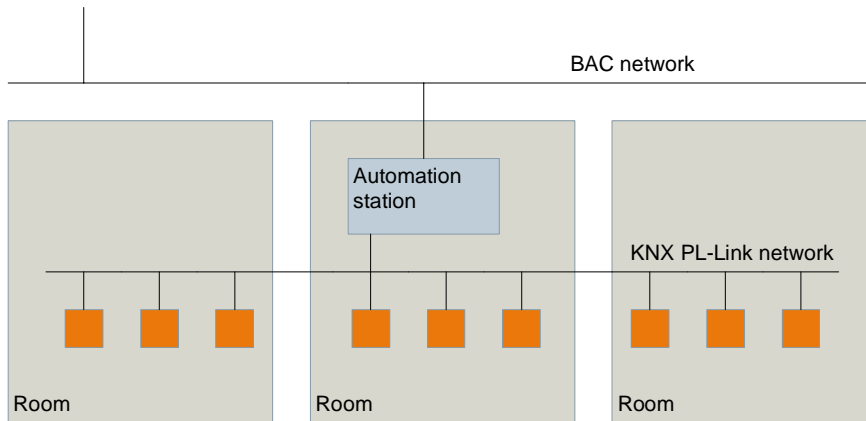 BAC network
Automation
station
KNX PL-Link network
Room
Room
Room